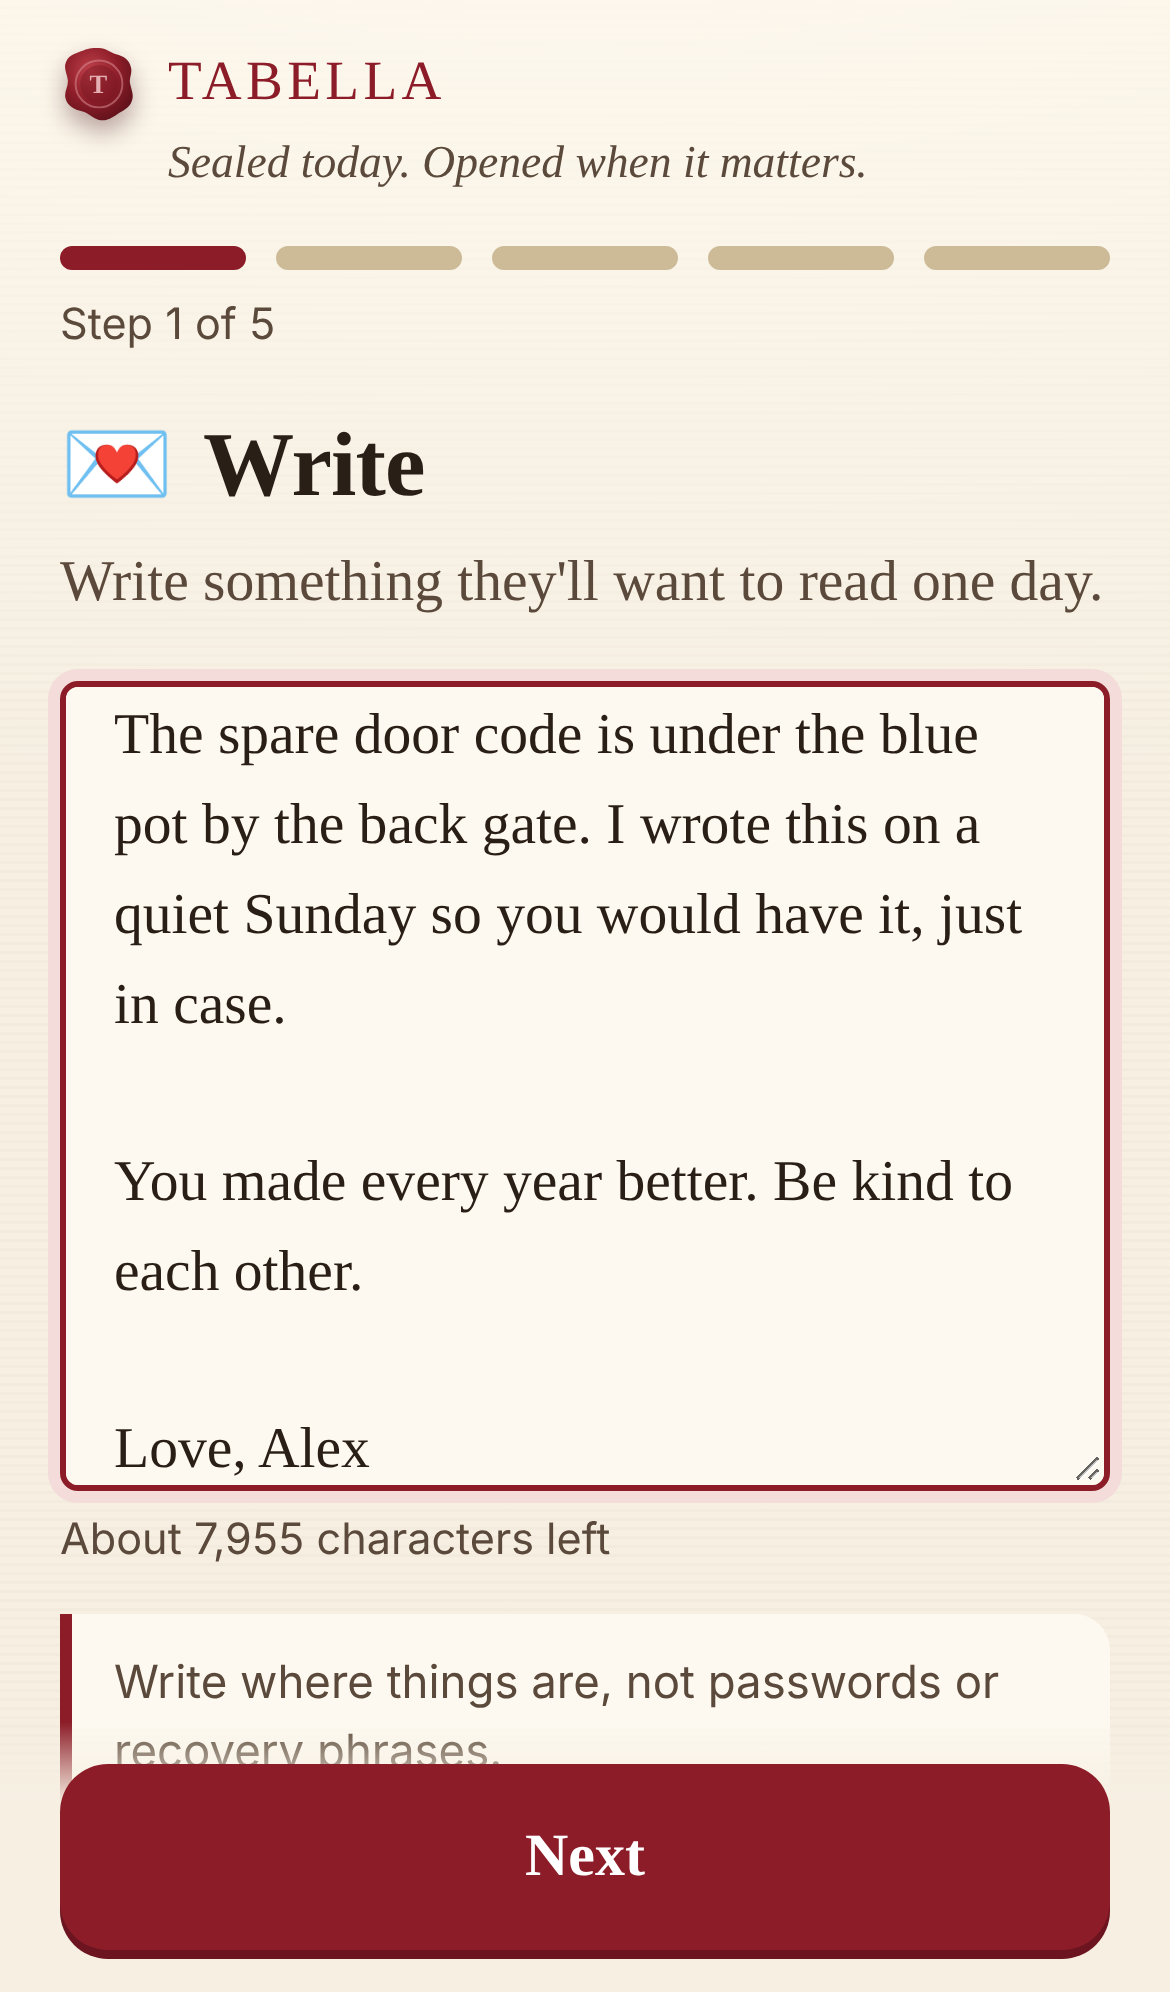 T
TABELLA
Sealed today. Opened when it matters.
Step 1 of 5
💌 Write
Write something they'll want to read one day.
The spare door code is under the blue
pot by the back gate. I wrote this on a
quiet Sunday so you would have it, just
in case.
You made every year better. Be kind to
each other.
Love, Alex
About 7,955 characters left
Write where things are, not passwords or
recovery phrases.
Next